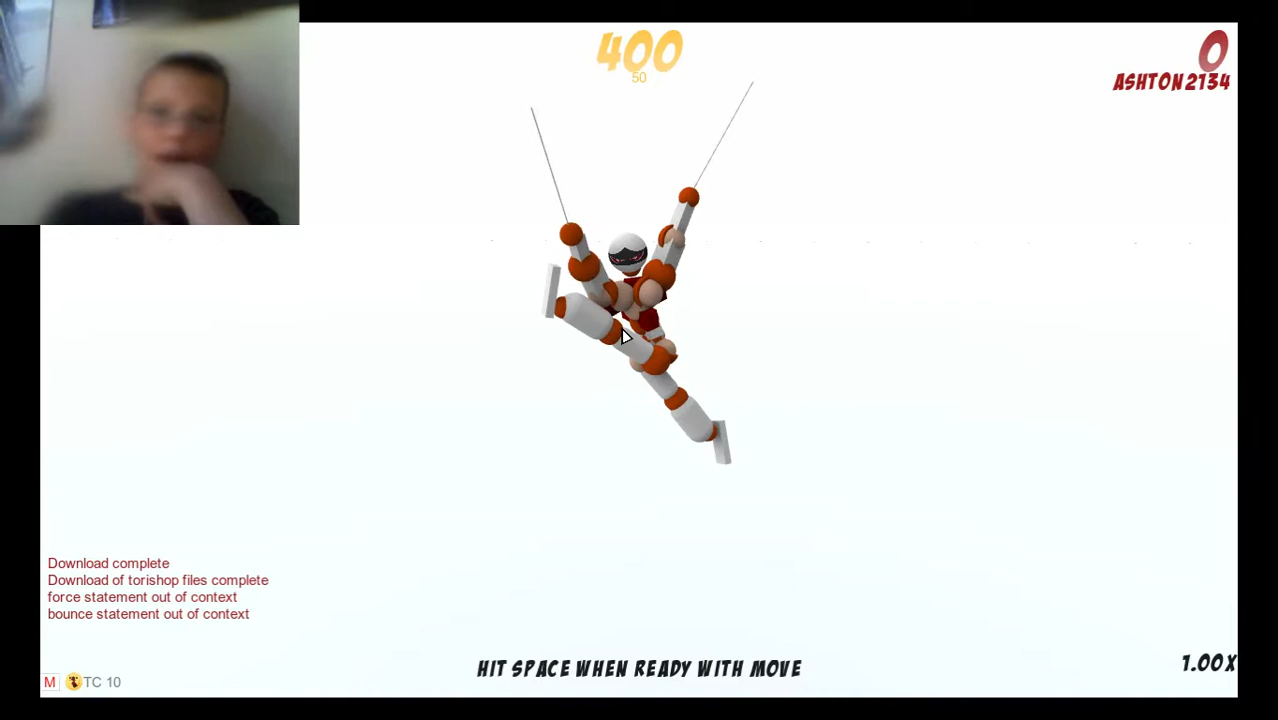 400
50
0
ASHTON2134
Download complete
Download of torishop files complete
force statement out of context
bounce statement out of context
HIT SPACE WHEN READY WITH MOVE
1.00X
M TC 10